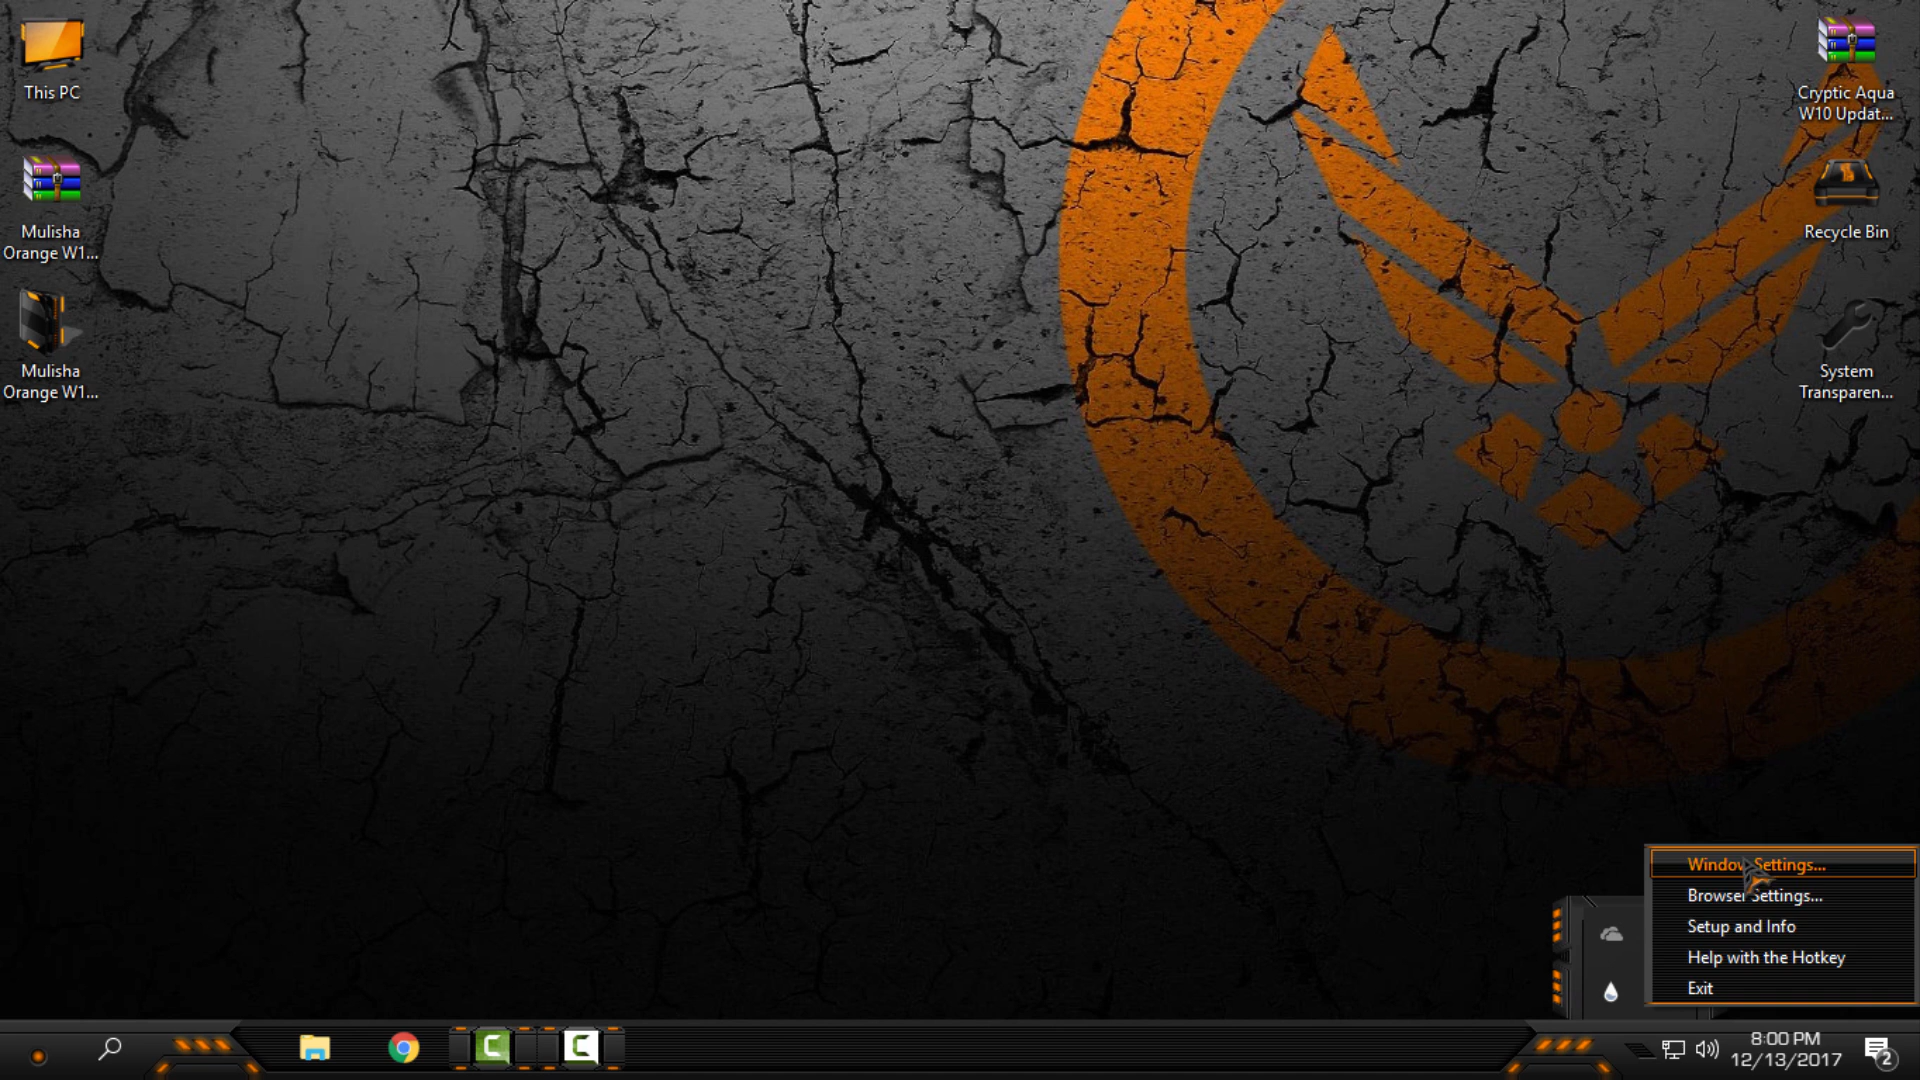 This PC
Mulisha
Orange W1...
Mulisha
Orange W1...
Cryptic Aqua
W10 Updat...
Recycle Bin
System
Transparen...
Window Settings...
Browser Settings...
Setup and Info
Help with the Hotkey
Exit
8:00 PM
12/13/2017
2